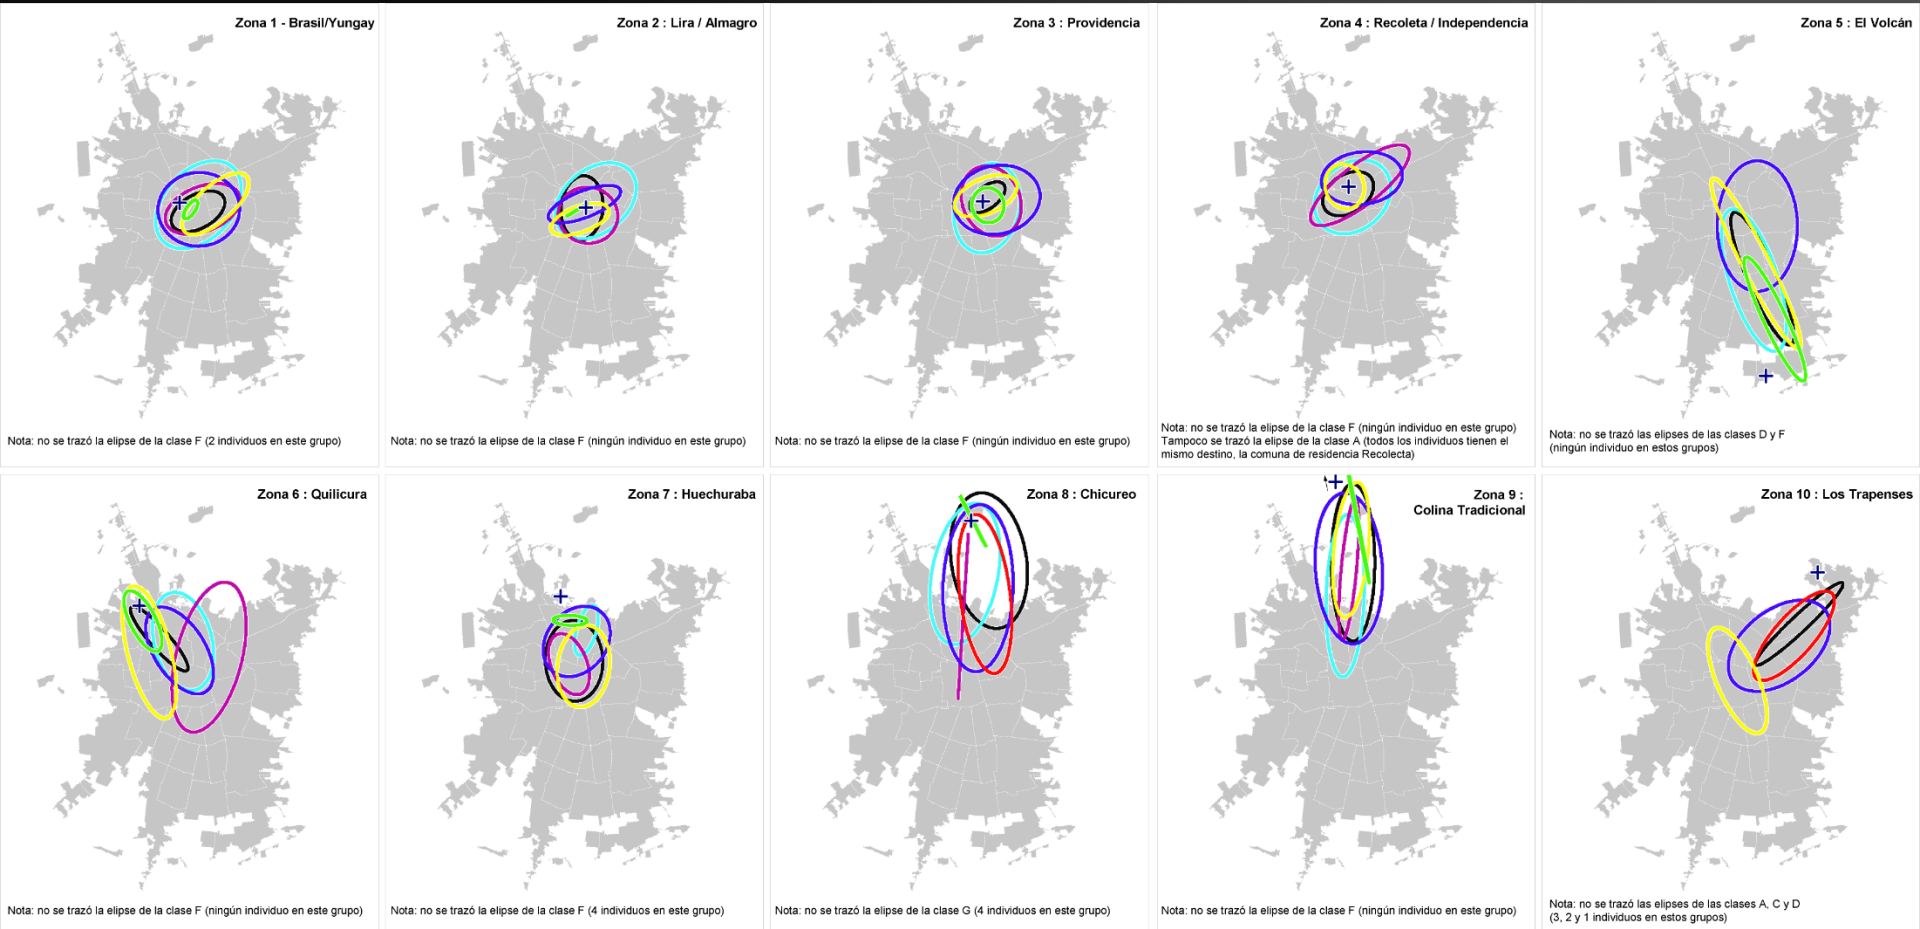 Zona 1 - Brasil/Yungay
Nota: no se trazó la elipse de la clase F (2 individuos en este grupo)
Zona 2 : Lira / Almagro
Nota: no se trazó la elipse de la clase F (ningún individuo en este grupo)
Zona 3 : Providencia
Nota: no se trazó la elipse de la clase F (ningún individuo en este grupo)
Zona 4 : Recoleta / Independencia
Nota: no se trazó la elipse de la clase F (ningún individuo en este grupo)
Tampoco se trazó la elipse de la clase A (todos los individuos tienen el
mismo destino, la comuna de residencia Recolecta)
Zona 5 : El Volcán
Nota: no se trazó las elipses de las clases D y F
(ningún individuo en estos grupos)
Zona 6 : Quilicura
Nota: no se trazó la elipse de la clase F (ningún individuo en este grupo)
Zona 7 : Huechuraba
Nota: no se trazó la elipse de la clase F (4 individuos en este grupo)
Zona 8 : Chicureo
Nota: no se trazó la elipse de la clase G (4 individuos en este grupo)
Zona 9 :
Colina Tradicional
Nota: no se trazó la elipse de la clase F (ningún individuo en este grupo)
Zona 10 : Los Trapenses
Nota: no se trazó las elipses de las clases A, C y D
(3, 2 y 1 individuos en estos grupos)